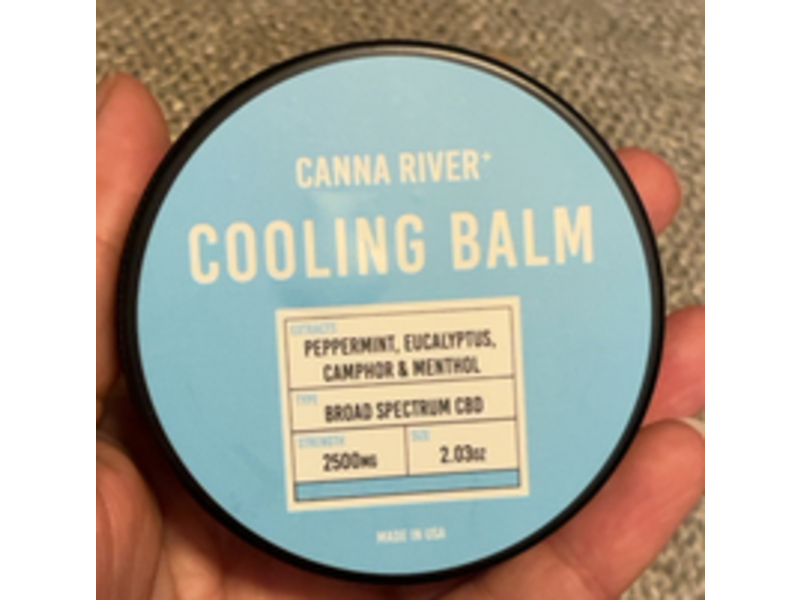 CANNA RIVER+
COOLING BALM
EXTRACTS
PEPPERMINT, EUCALYPTUS,
CAMPHOR & MENTHOL
TYPE
BROAD SPECTRUM CBD
STRENGTH
2500MG
SIZE
2.03OZ
MADE IN USA